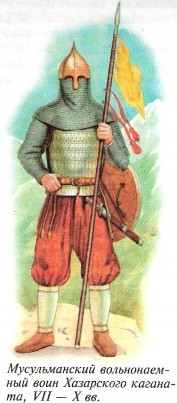 Мусульманский вольнонаем-
ный воин Хазарского кагана-
та, VII — X вв.